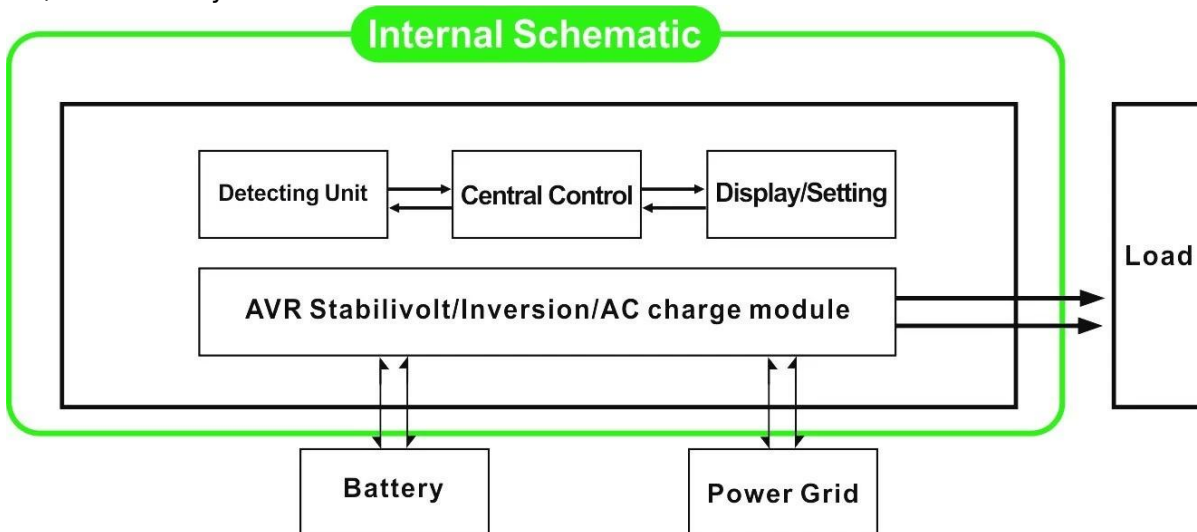 Internal Schematic
Detecting Unit
Central Control
Display/Setting
AVR Stabilivolt/Inversion/AC charge module
Load
Battery
Power Grid